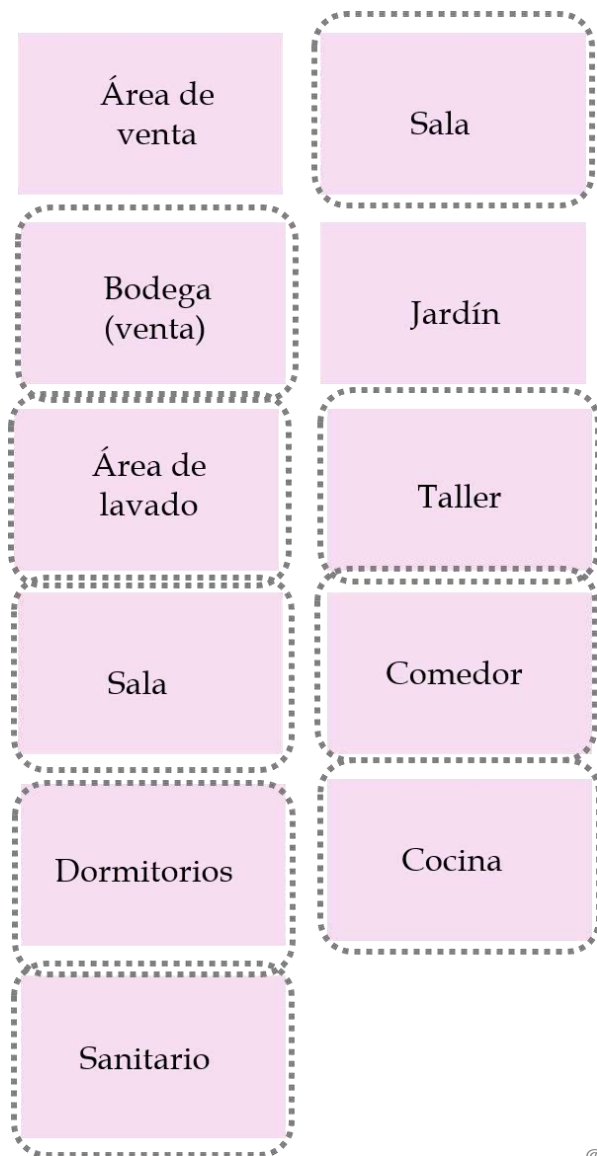 Área de
venta
Sala
Bodega
(venta)
Jardín
Área de
lavado
Taller
Sala
Comedor
Dormitorios
Cocina
Sanitario
@